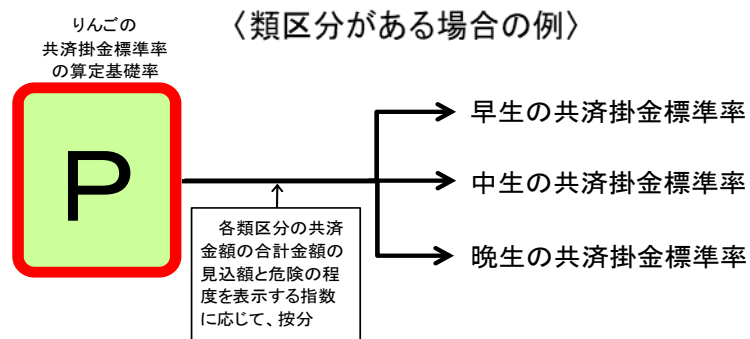 〈類区分がある場合の例〉
りんごの
共済掛金標準率
の算定基礎率
P
早生の共済掛金標準率
中生の共済掛金標準率
晩生の共済掛金標準率
各類区分の共済
金額の合計金額の
見込額と危険の程
度を表示する指数
に応じて、按分